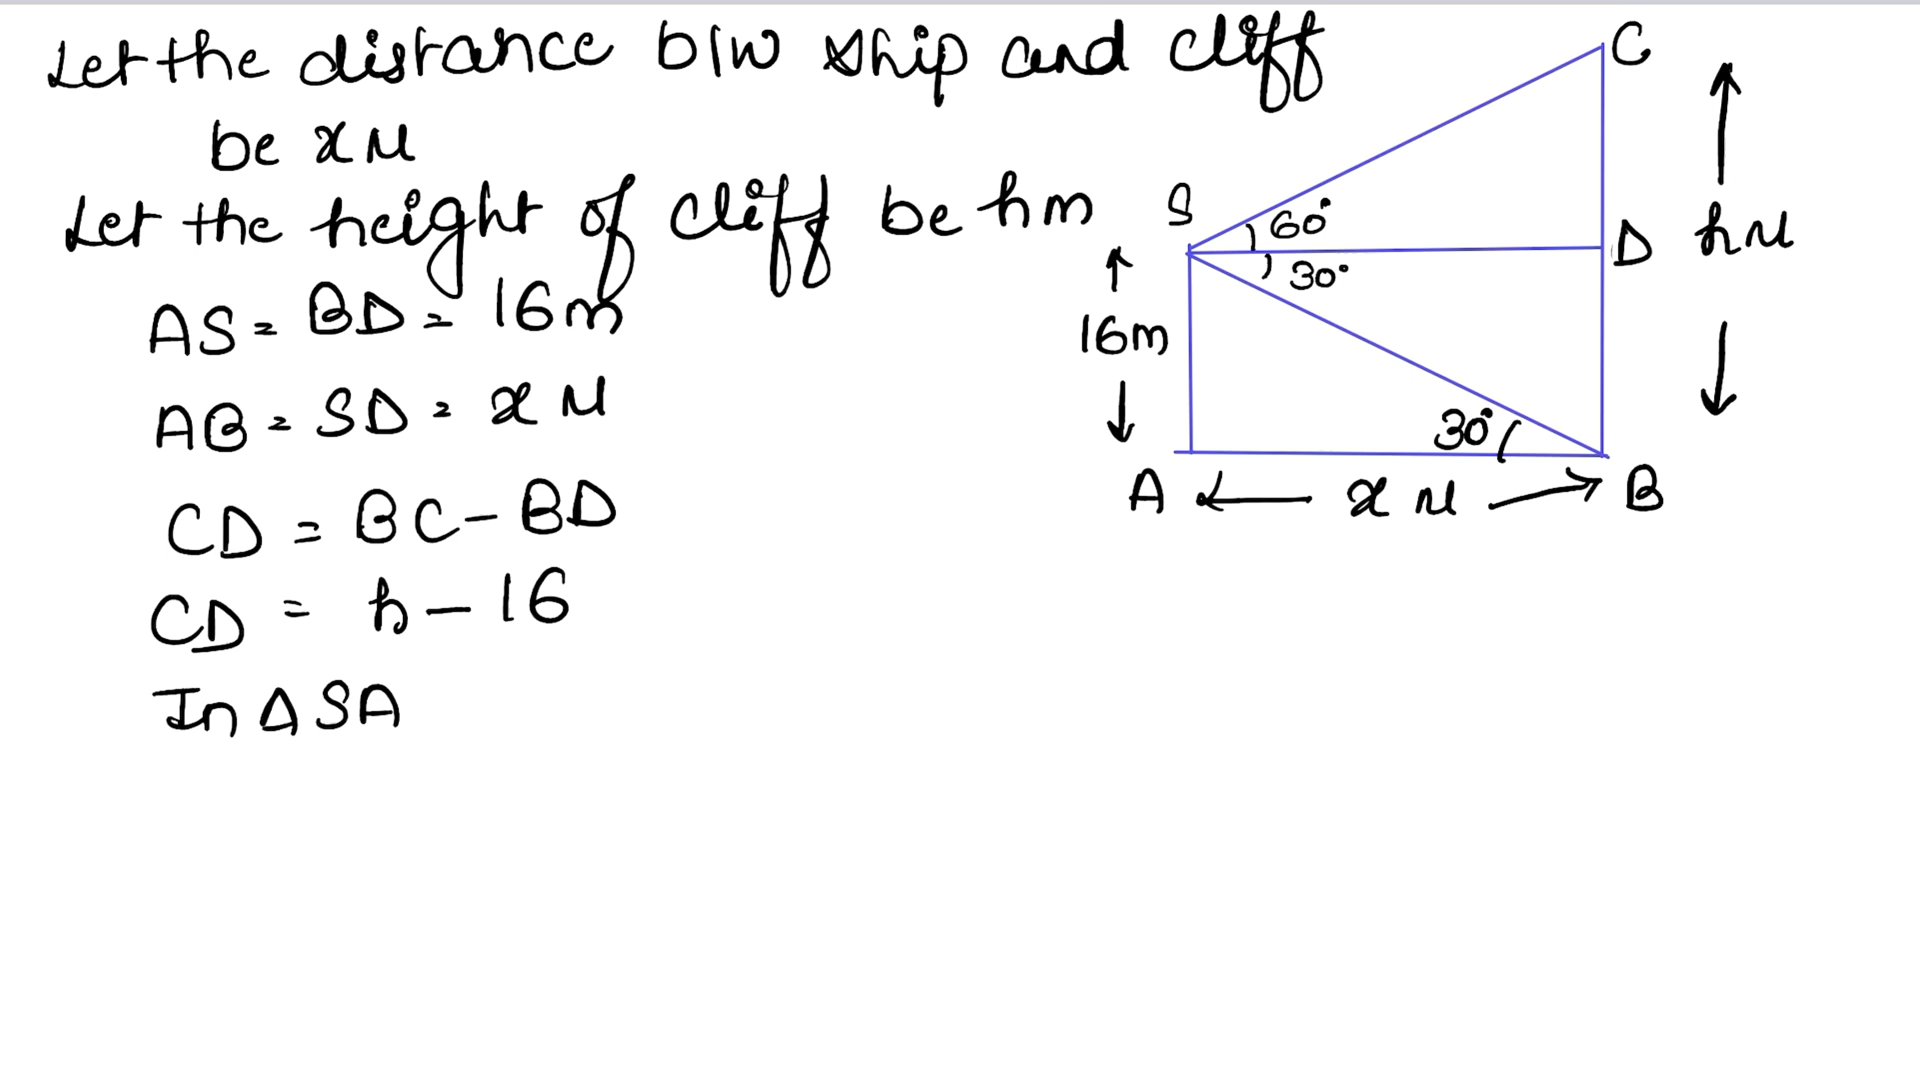 Let the distance b/w ship and cliff
be x m
Let the height of cliff be h m
AS = BD = 16m
AB = SD = x m
CD = BC - BD
CD = h - 16
In Δ SA
C
S
60°
D
h m
30°
16m
30°
A
x m
B